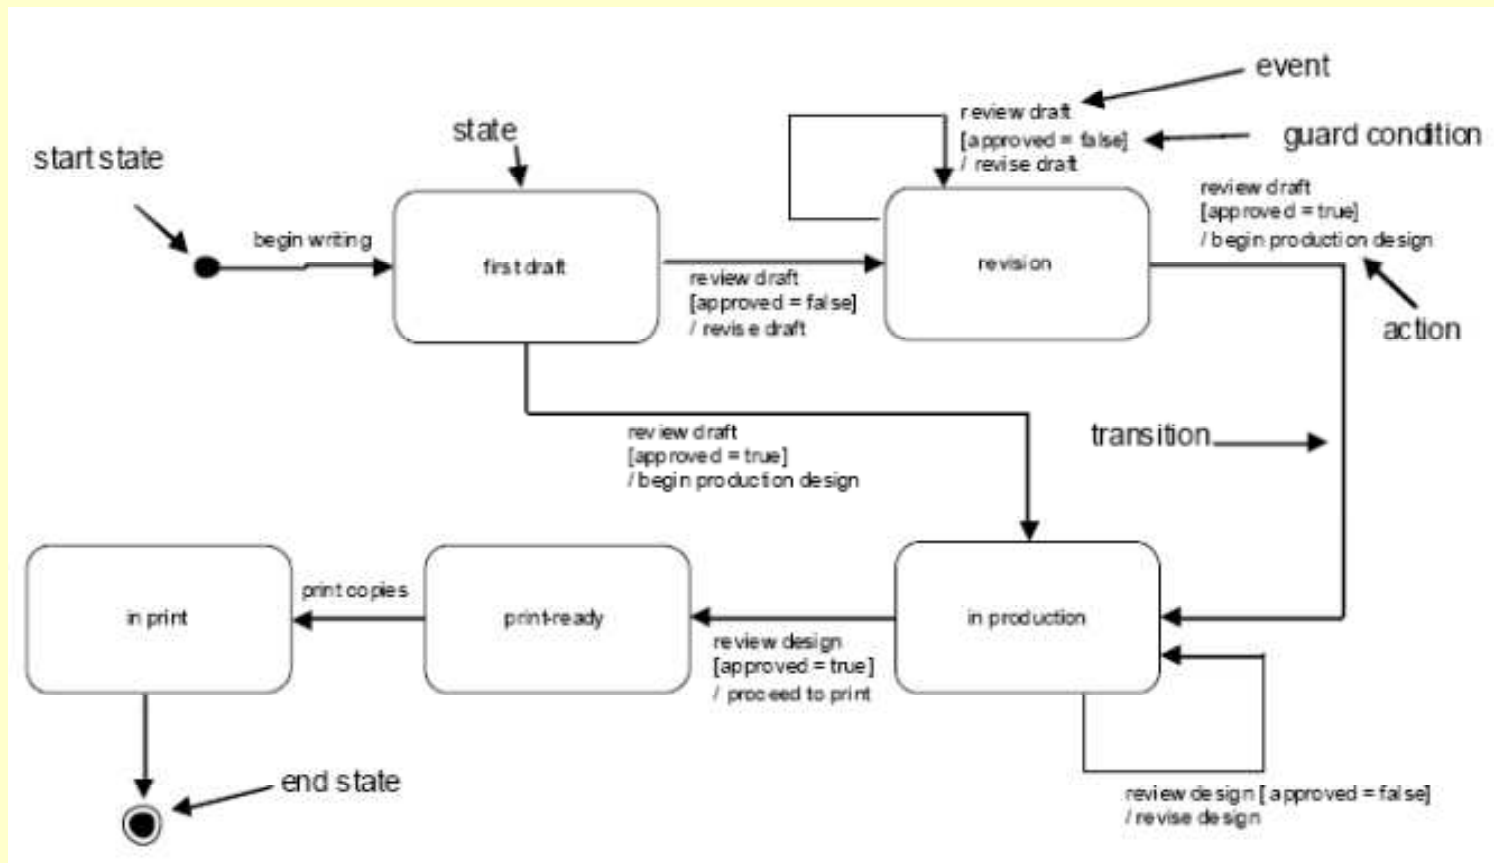 event
review draft
[approved = false]
/ revise draft
guard condition
state
start state
review draft
[approved = true]
/ begin production design
begin writing
first draft
review draft
[approved = false]
/ revise draft
revision
action
transition
review draft
[approved = true]
/ begin production design
in print
print copies
print-ready
review design
[approved = true]
/ proceed to print
in production
end state
review design [ approved = false]
/ revise design